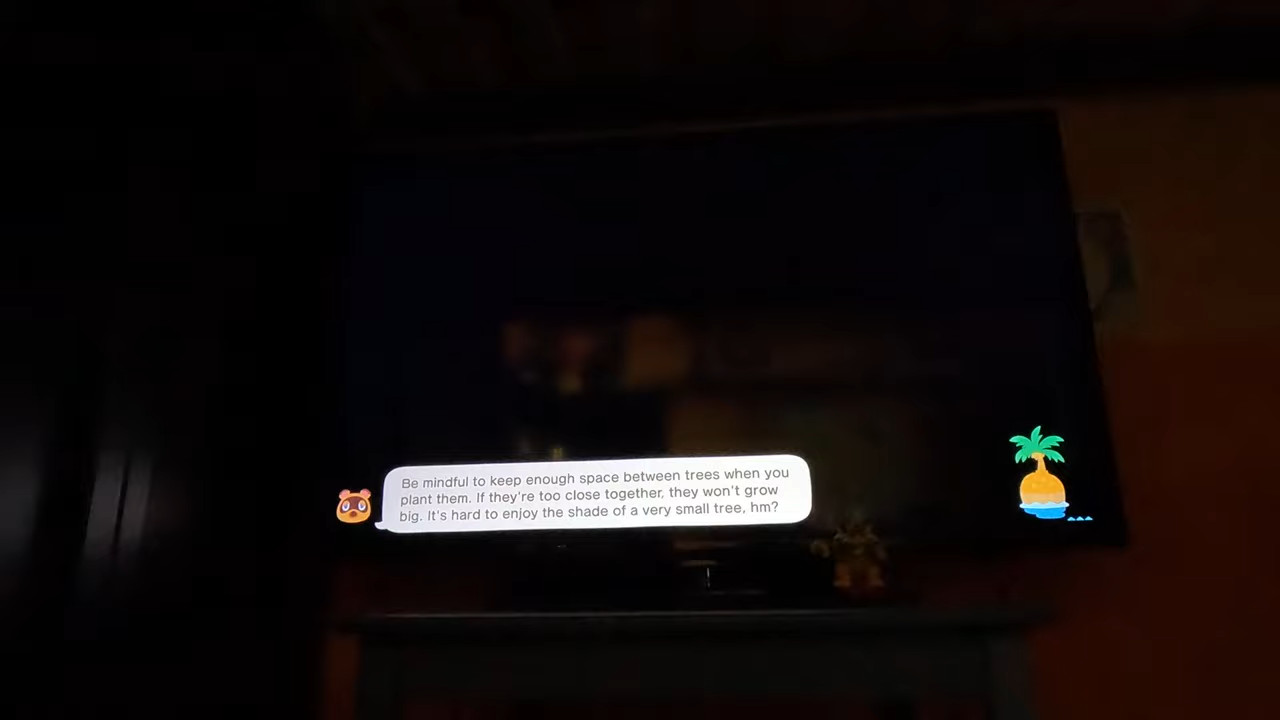 Be mindful to keep enough space between trees when you
plant them. If they're too close together, they won't grow
big. It's hard to enjoy the shade of a very small tree, hm?